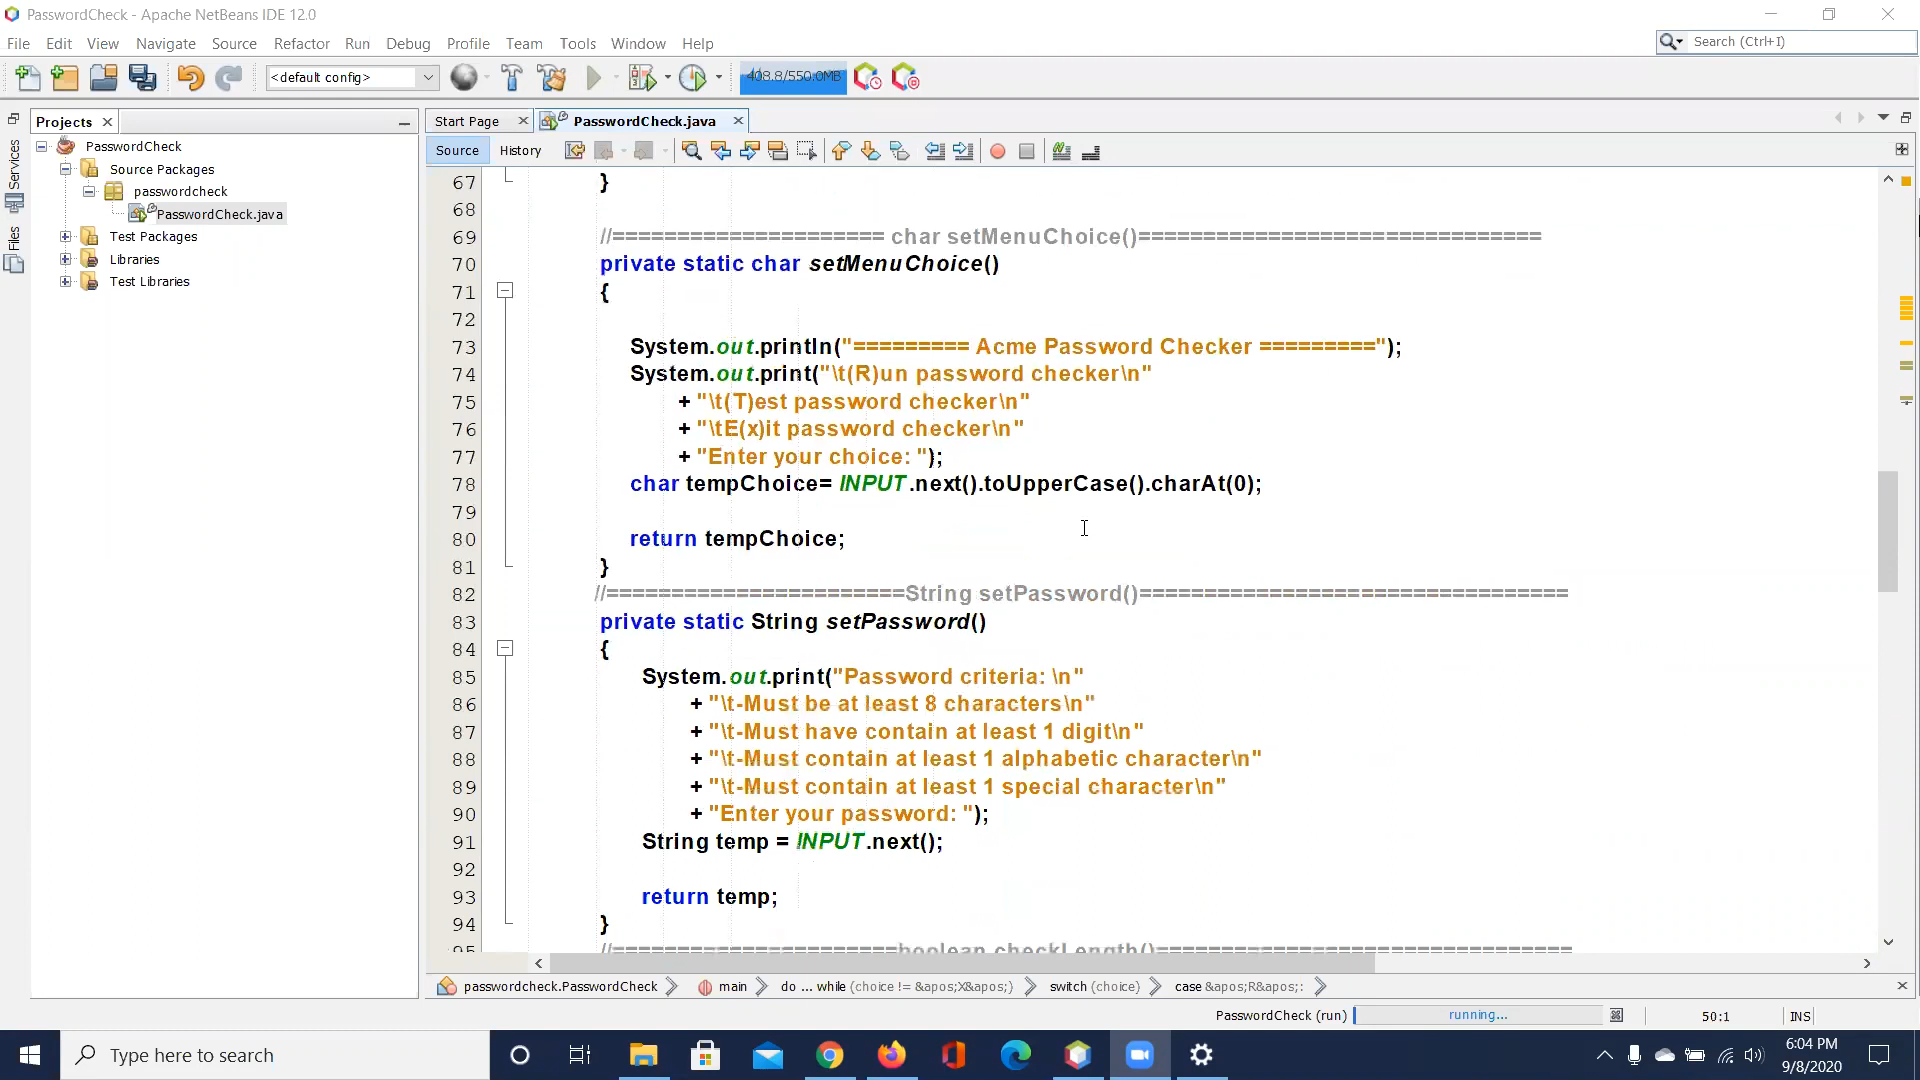 PasswordCheck - Apache NetBeans IDE 12.0
File Edit View Navigate Source Refactor Run Debug Profile Team Tools Window Help
Search (Ctrl+I)
<default config>
408.8/550.0MB
Projects
Start Page
PasswordCheck.java
Services
Files
PasswordCheck
Source Packages
passwordcheck
PasswordCheck.java
Test Packages
Libraries
Test Libraries
Source History
67 }
68
69 //===================== char setMenuChoice()===============================
70 private static char setMenuChoice()
71 {
72
73 System.out.println("========= Acme Password Checker =========");
74 System.out.print("\t(R)un password checker\n"
75 + "\t(T)est password checker\n"
76 + "\tE(x)it password checker\n"
77 + "Enter your choice: ");
78 char tempChoice= INPUT.next().toUpperCase().charAt(0);
79
80 return tempChoice;
81 }
82 //=======================String setPassword()=================================
83 private static String setPassword()
84 {
85 System.out.print("Password criteria: \n"
86 + "\t-Must be at least 8 characters\n"
87 + "\t-Must have contain at least 1 digit\n"
88 + "\t-Must contain at least 1 alphabetic character\n"
89 + "\t-Must contain at least 1 special character\n"
90 + "Enter your password: ");
91 String temp = INPUT.next();
92
93 return temp;
94 }
95 //======================boolean checkLength()================================
passwordcheck.PasswordCheck main do ... while (choice != &apos;X&apos;) switch (choice) case &apos;R&apos;:
PasswordCheck (run) running... 50:1 INS
Type here to search
6:04 PM
9/8/2020